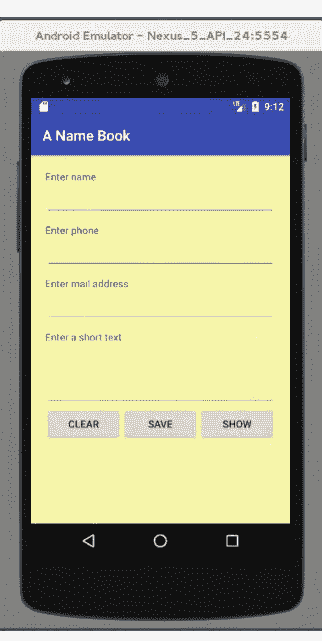 Android Emulator - Nexus_5_API_24:5554
9:12
A Name Book
Enter name
Enter phone
Enter mail address
Enter a short text
CLEAR SAVE SHOW